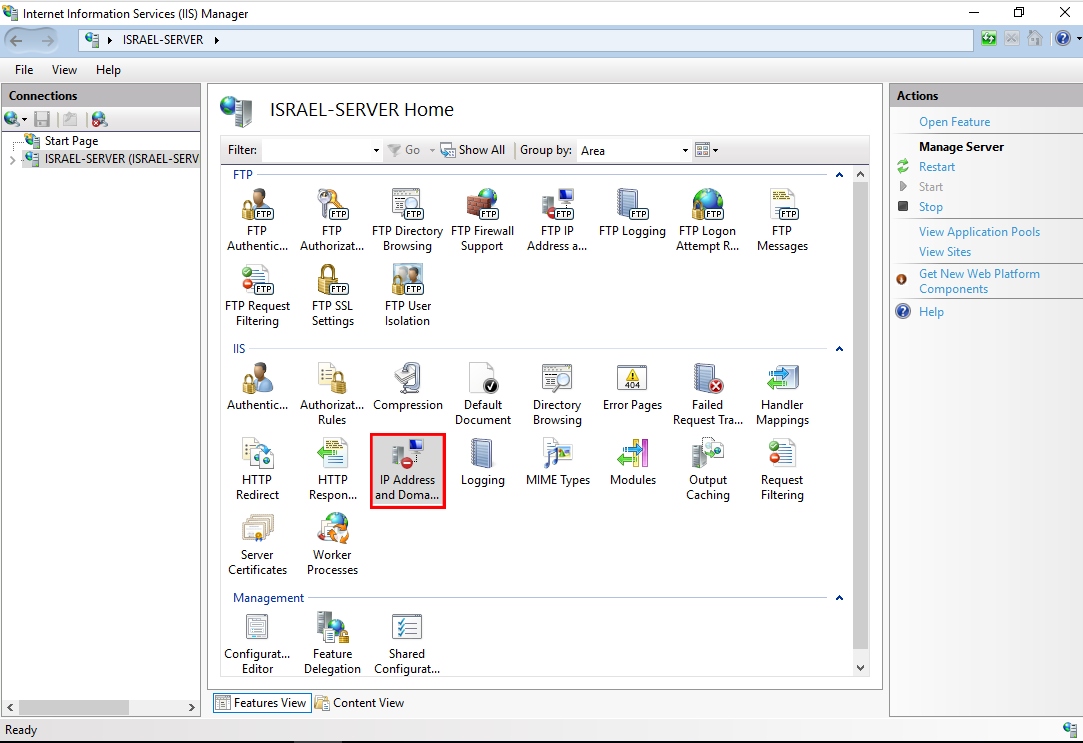 Internet Information Services (IIS) Manager
ISRAEL-SERVER
File View Help
Connections
Start Page
ISRAEL-SERVER (ISRAEL-SERV
ISRAEL-SERVER Home
Filter: Go Show All Group by: Area
FTP
FTP Authentic...
FTP Authorizat...
FTP Directory Browsing
FTP Firewall Support
FTP IP Address a...
FTP Logging
FTP Logon Attempt R...
FTP Messages
FTP Request Filtering
FTP SSL Settings
FTP User Isolation
IIS
Authentic...
Authorizat... Rules
Compression
Default Document
Directory Browsing
Error Pages
Failed Request Tra...
Handler Mappings
HTTP Redirect
HTTP Respon...
IP Address and Doma...
Logging
MIME Types
Modules
Output Caching
Request Filtering
Server Certificates
Worker Processes
Management
Configurat... Editor
Feature Delegation
Shared Configurat...
Features View Content View
Actions
Open Feature
Manage Server
Restart
Start
Stop
View Application Pools
View Sites
Get New Web Platform
Components
Help
Ready